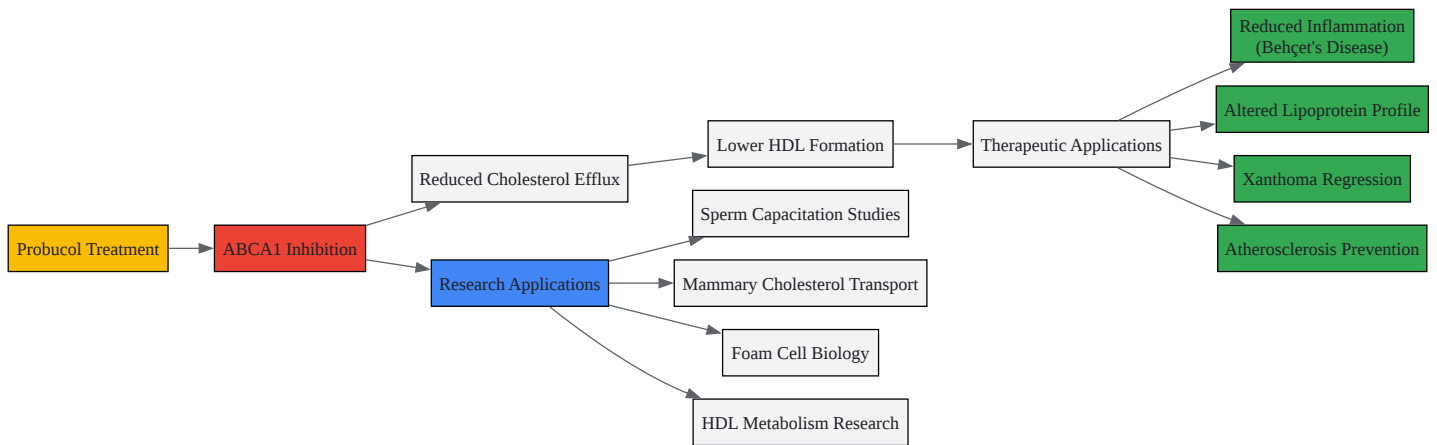 Reduced Inflammation
(Behçet's Disease)
Altered Lipoprotein Profile
Lower HDL Formation
Therapeutic Applications
Reduced Cholesterol Efflux
Xanthoma Regression
Sperm Capacitation Studies
Probucol Treatment
ABCA1 Inhibition
Atherosclerosis Prevention
Research Applications
Mammary Cholesterol Transport
Foam Cell Biology
HDL Metabolism Research